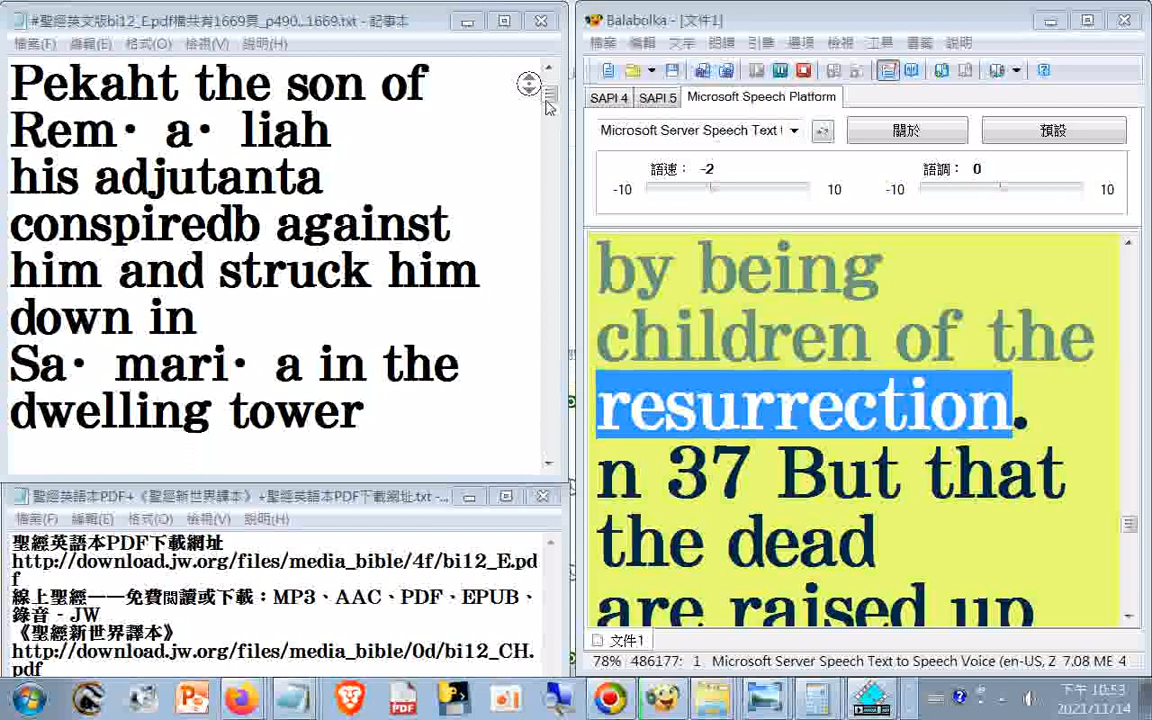 #聖經英文版bi12_E.pdf檔共有1669頁_p490...1669.txt - 記事本
檔案(F) 編輯(E) 格式(O) 檢視(V) 說明(H)
Pekaht the son of
Rem· a· liah
his adjutanta
conspiredb against
him and struck him
down in
Sa· mari· a in the
dwelling tower
聖經英語本PDF+《聖經新世界譯本》+聖經英語本PDF下載網址.txt -...
檔案(F) 編輯(E) 格式(O) 檢視(V) 說明(H)
聖經英語本PDF下載網址
http://download.jw.org/files/media_bible/4f/bi12_E.pd
f
線上聖經——免費閱讀或下載：MP3、AAC、PDF、EPUB、
錄音 - JW
《聖經新世界譯本》
http://download.jw.org/files/media_bible/0d/bi12_CH.
pdf
Balabolka - [文件1]
檔案 編輯 文字 朗讀 引擎 選項 檢視 工具 書籤 說明
SAPI 4 SAPI 5 Microsoft Speech Platform
Microsoft Server Speech Text 關於 預設
語速： -2 語調： 0
-10 10 -10 10
by being
children of the
resurrection.
n 37 But that
the dead
are raised up
文件1
78% 486177: 1 Microsoft Server Speech Text to Speech Voice (en-US, Z 7.08 ME 4
下午 10:53
2021/11/14